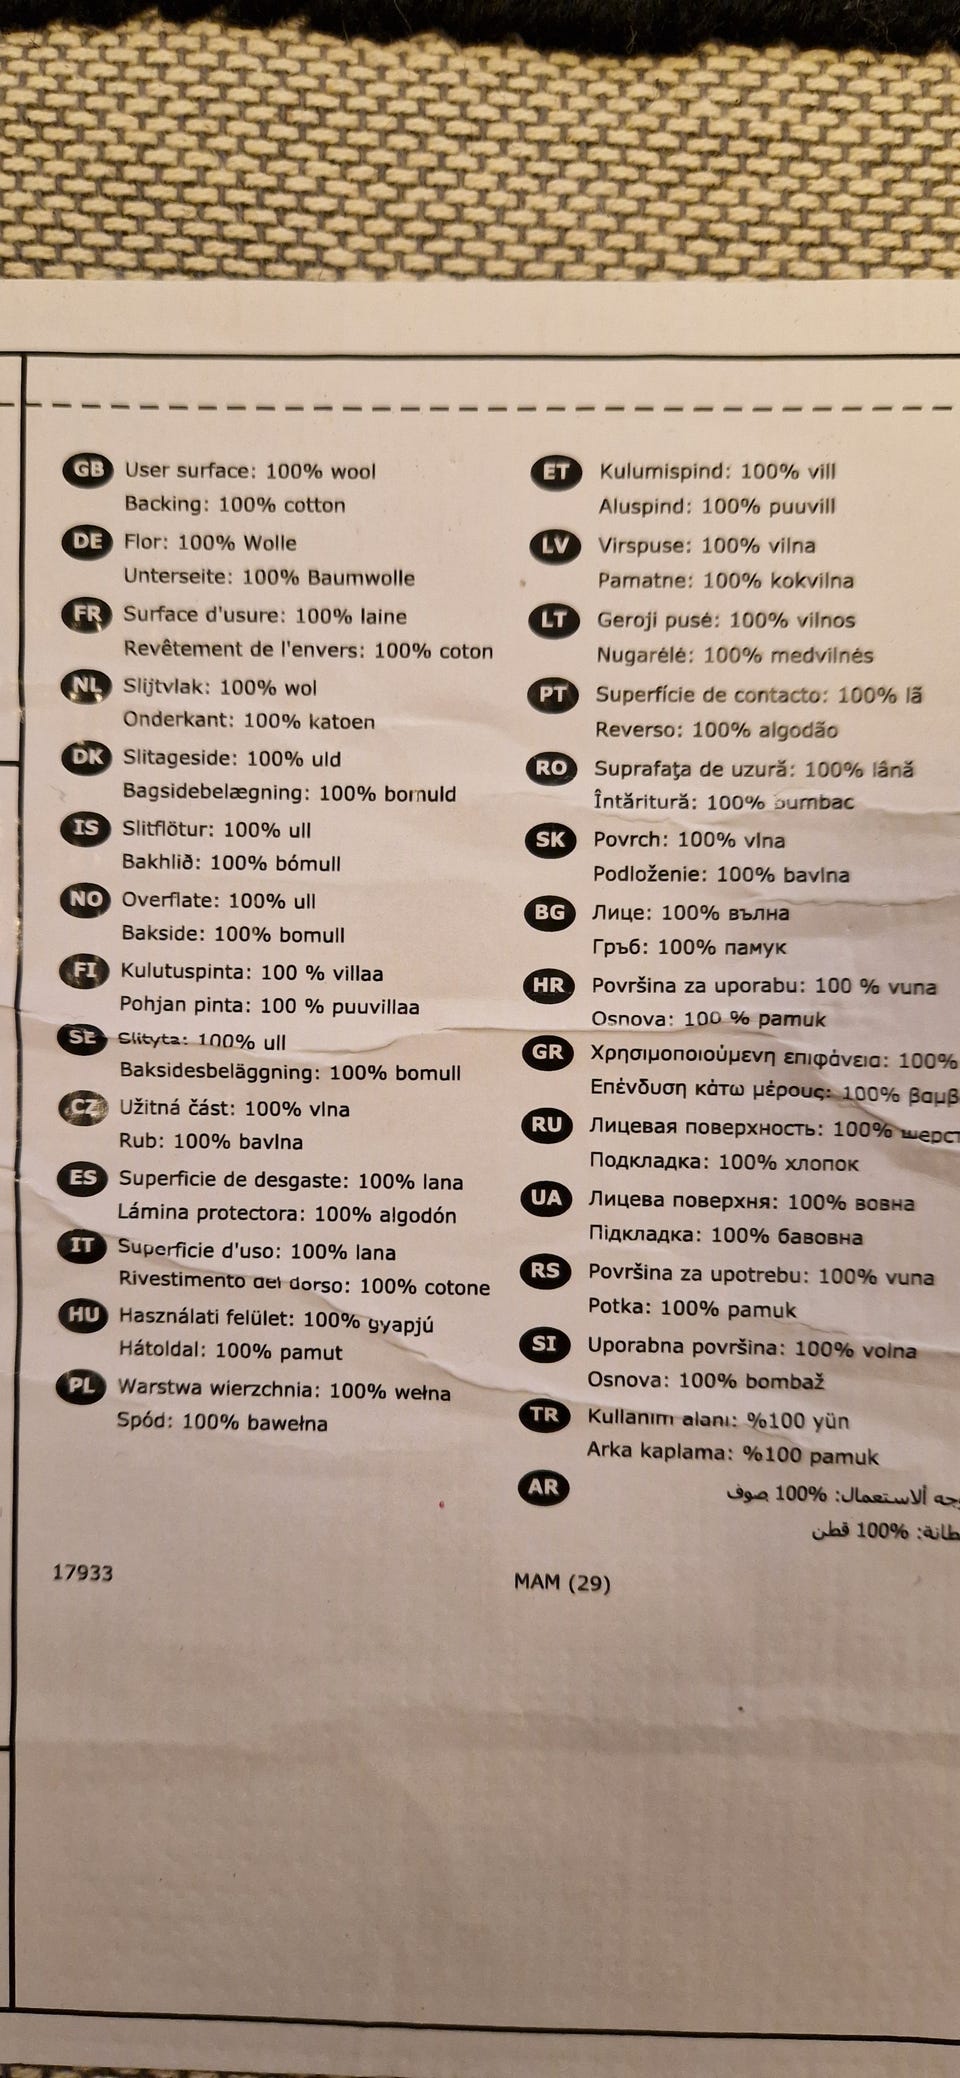 GB User surface: 100% wool
Backing: 100% cotton
DE Flor: 100% Wolle
Unterseite: 100% Baumwolle
FR Surface d'usure: 100% laine
Revêtement de l'envers: 100% coton
NL Slijtvlak: 100% wol
Onderkant: 100% katoen
DK Slitageside: 100% uld
Bagsidebelægning: 100% bomuld
IS Slitflötur: 100% ull
Bakhlið: 100% bómull
NO Overflate: 100% ull
Bakside: 100% bomull
FI Kulutuspinta: 100 % villaa
Pohjan pinta: 100 % puuvillaa
SE Slityta: 100% ull
Baksidesbeläggning: 100% bomull
CZ Užitná část: 100% vlna
Rub: 100% bavlna
ES Superficie de desgaste: 100% lana
Lámina protectora: 100% algodón
IT Superficie d'uso: 100% lana
Rivestimento del dorso: 100% cotone
HU Használati felület: 100% gyapjú
Hátoldal: 100% pamut
PL Warstwa wierzchnia: 100% wełna
Spód: 100% bawełna
17933
ET Kulumispind: 100% vill
Aluspind: 100% puuvill
LV Virspuse: 100% vilna
Pamatne: 100% kokvilna
LT Geroji pusė: 100% vilnos
Nugarėlė: 100% medvilnės
PT Superfície de contacto: 100% lã
Reverso: 100% algodão
RO Suprafaţa de uzură: 100% lână
Întăritură: 100% bumbac
SK Povrch: 100% vlna
Podloženie: 100% bavlna
BG Лице: 100% вълна
Гръб: 100% памук
HR Površina za uporabu: 100 % vuna
Osnova: 100 % pamuk
GR Χρησιμοποιούμενη επιφάνεια: 100%
Επένδυση κάτω μέρους: 100% βαμβ
RU Лицевая поверхность: 100% шерст
Подкладка: 100% хлопок
UA Лицева поверхня: 100% вовна
Підкладка: 100% бавовна
RS Površina za upotrebu: 100% vuna
Potka: 100% pamuk
SI Uporabna površina: 100% volna
Osnova: 100% bombaž
TR Kullanım alanı: %100 yün
Arka kaplama: %100 pamuk
AR جه ألاستعمال: %100 صوف
طانة: %100 قطن
MAM (29)